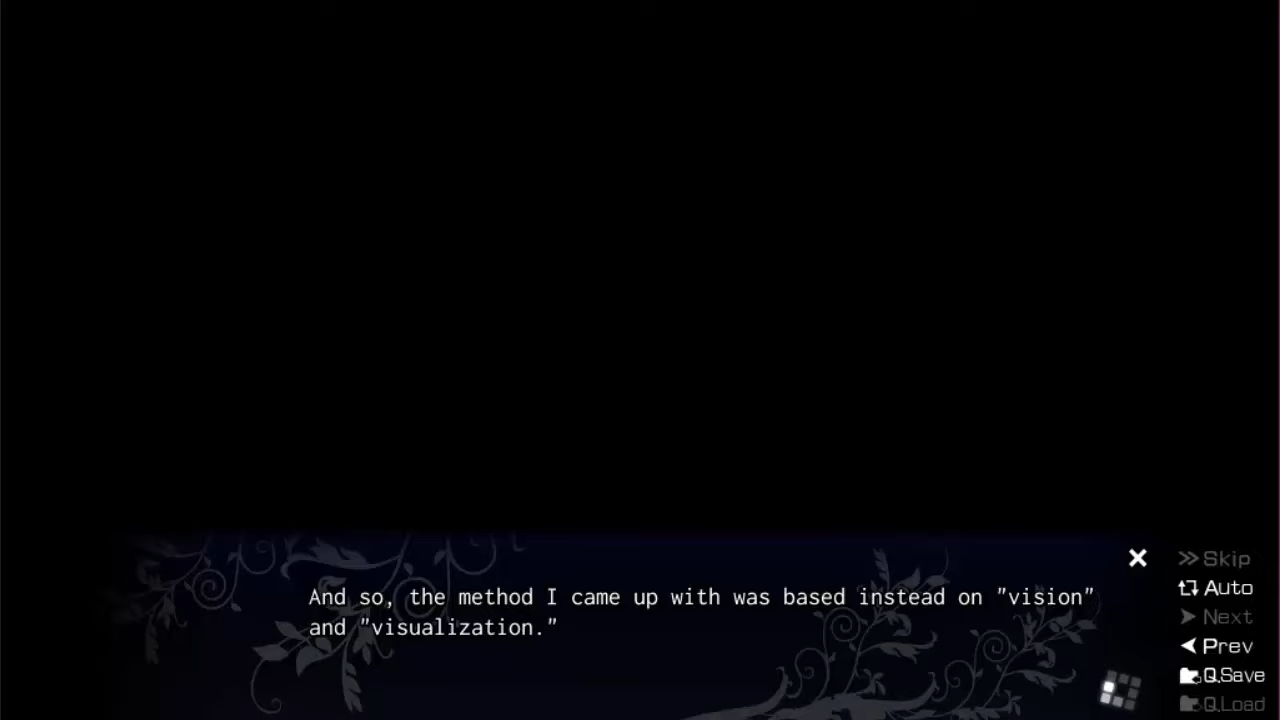 And so, the method I came up with was based instead on "vision"
and "visualization."
Skip
Auto
Next
Prev
Q.Save
Q.Load